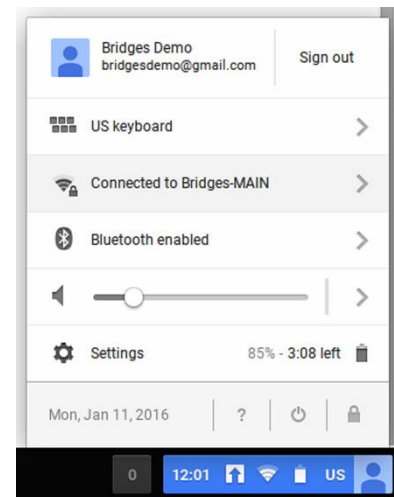 Bridges Demo
bridgesdemo@gmail.com
Sign out
US keyboard
Connected to Bridges-MAIN
Bluetooth enabled
Settings 85% - 3:08 left
Mon, Jan 11, 2016 ?
0 12:01 US